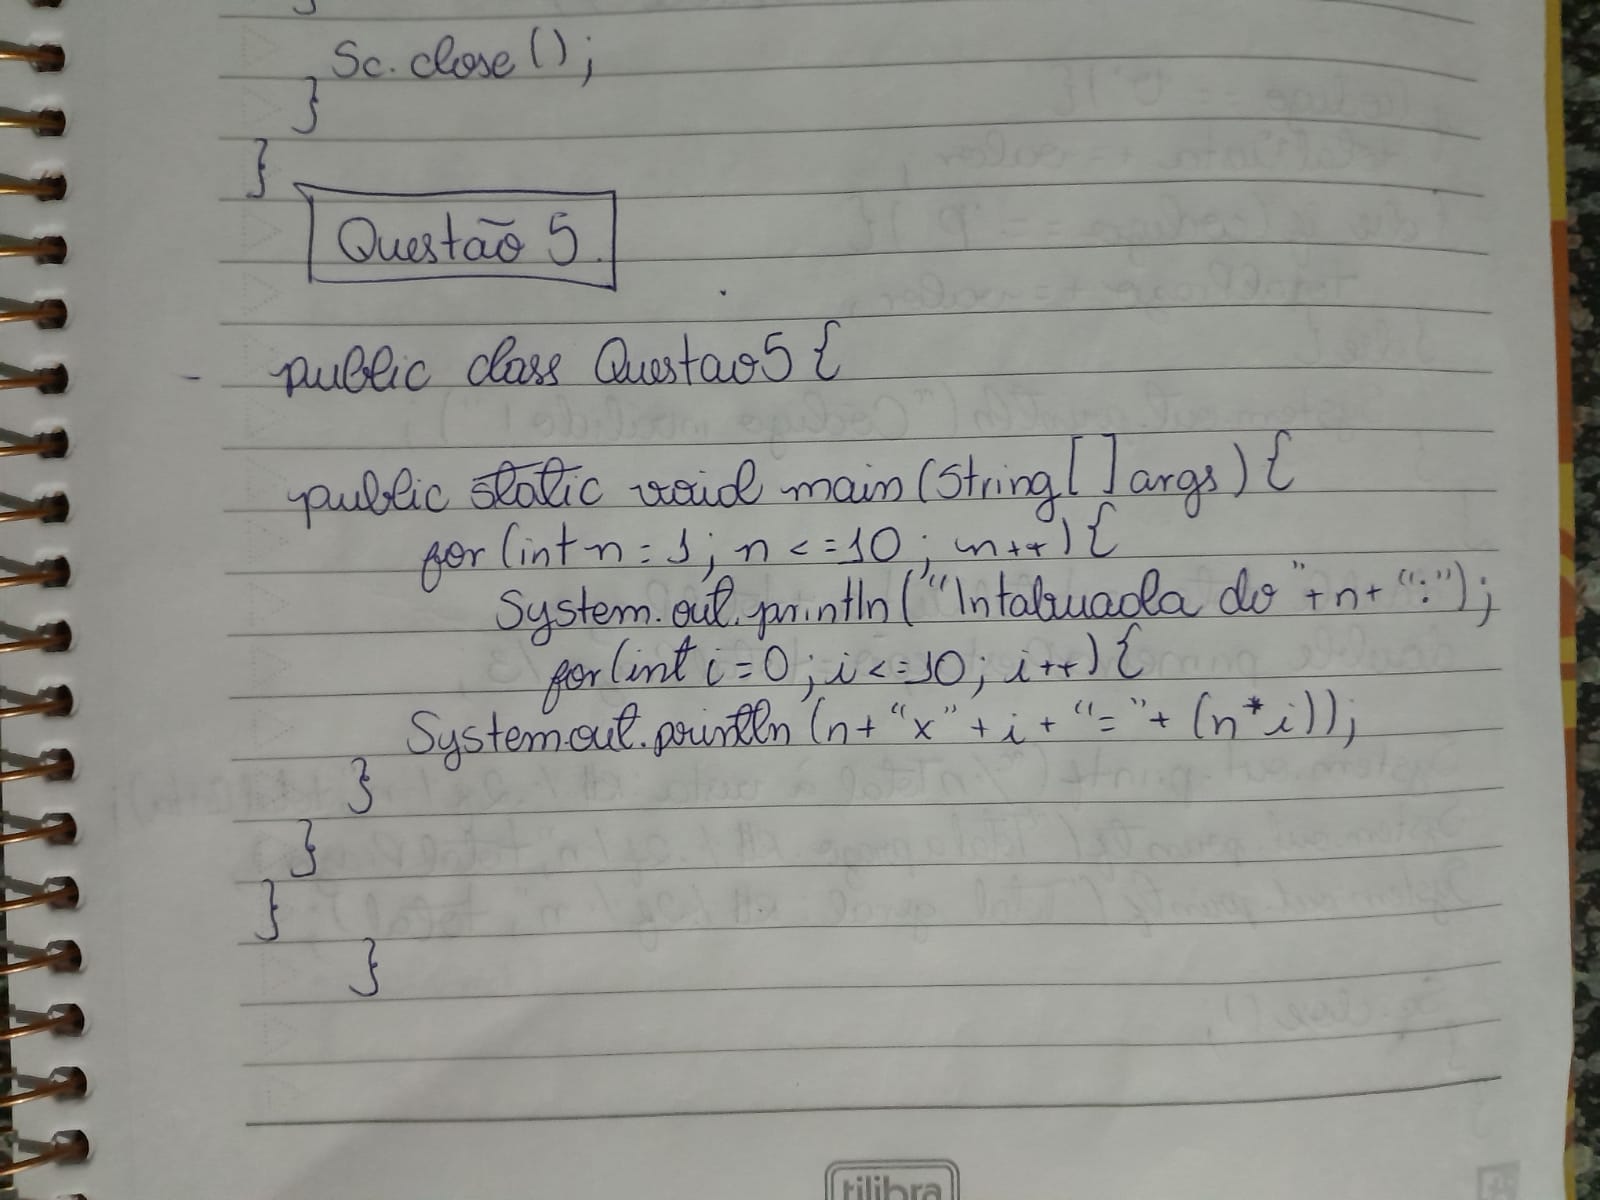 }
Sc.close();
}
}
Questão 5.
public class Questao5 {
public static void main(String[] args) {
for (int n = 1; n <= 10; n++) {
System.out.println("Intabuada do " + n + ":");
for (int i = 0; i <= 10; i++) {
System.out.println (n + "x" + i + "=" + (n * i));
}
}
}
}
tilibra